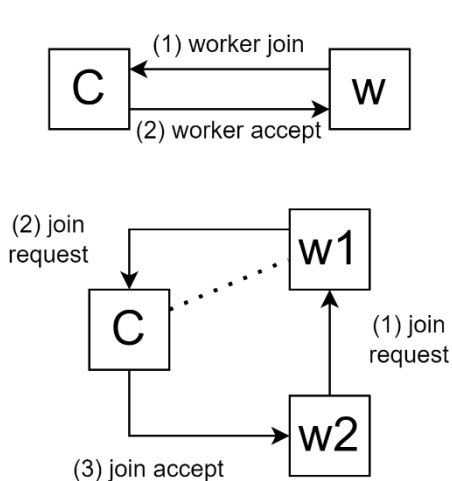 (1) worker join
C
w
(2) worker accept
(2) join
request
w1
C
(1) join
request
w2
(3) join accept